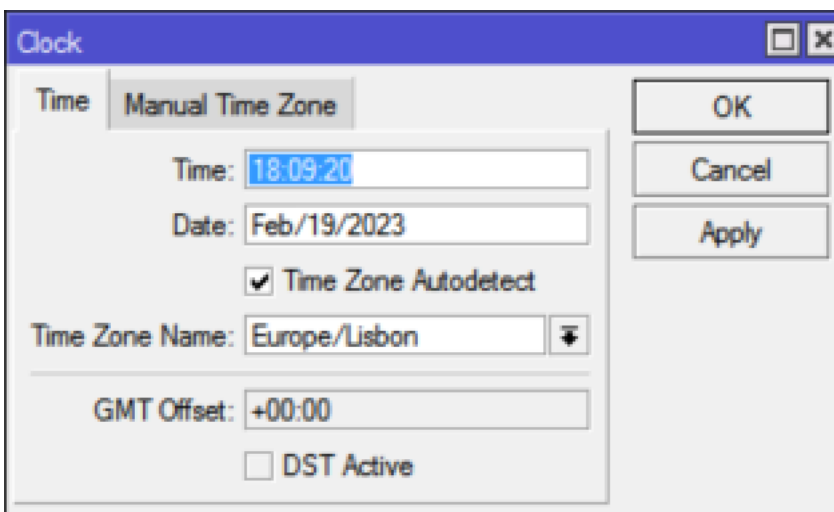 Clock
Time Manual Time Zone
OK
Time: 18:09:20
Cancel
Date: Feb/19/2023
Apply
Time Zone Autodetect
Time Zone Name: Europe/Lisbon
GMT Offset: +00:00
DST Active